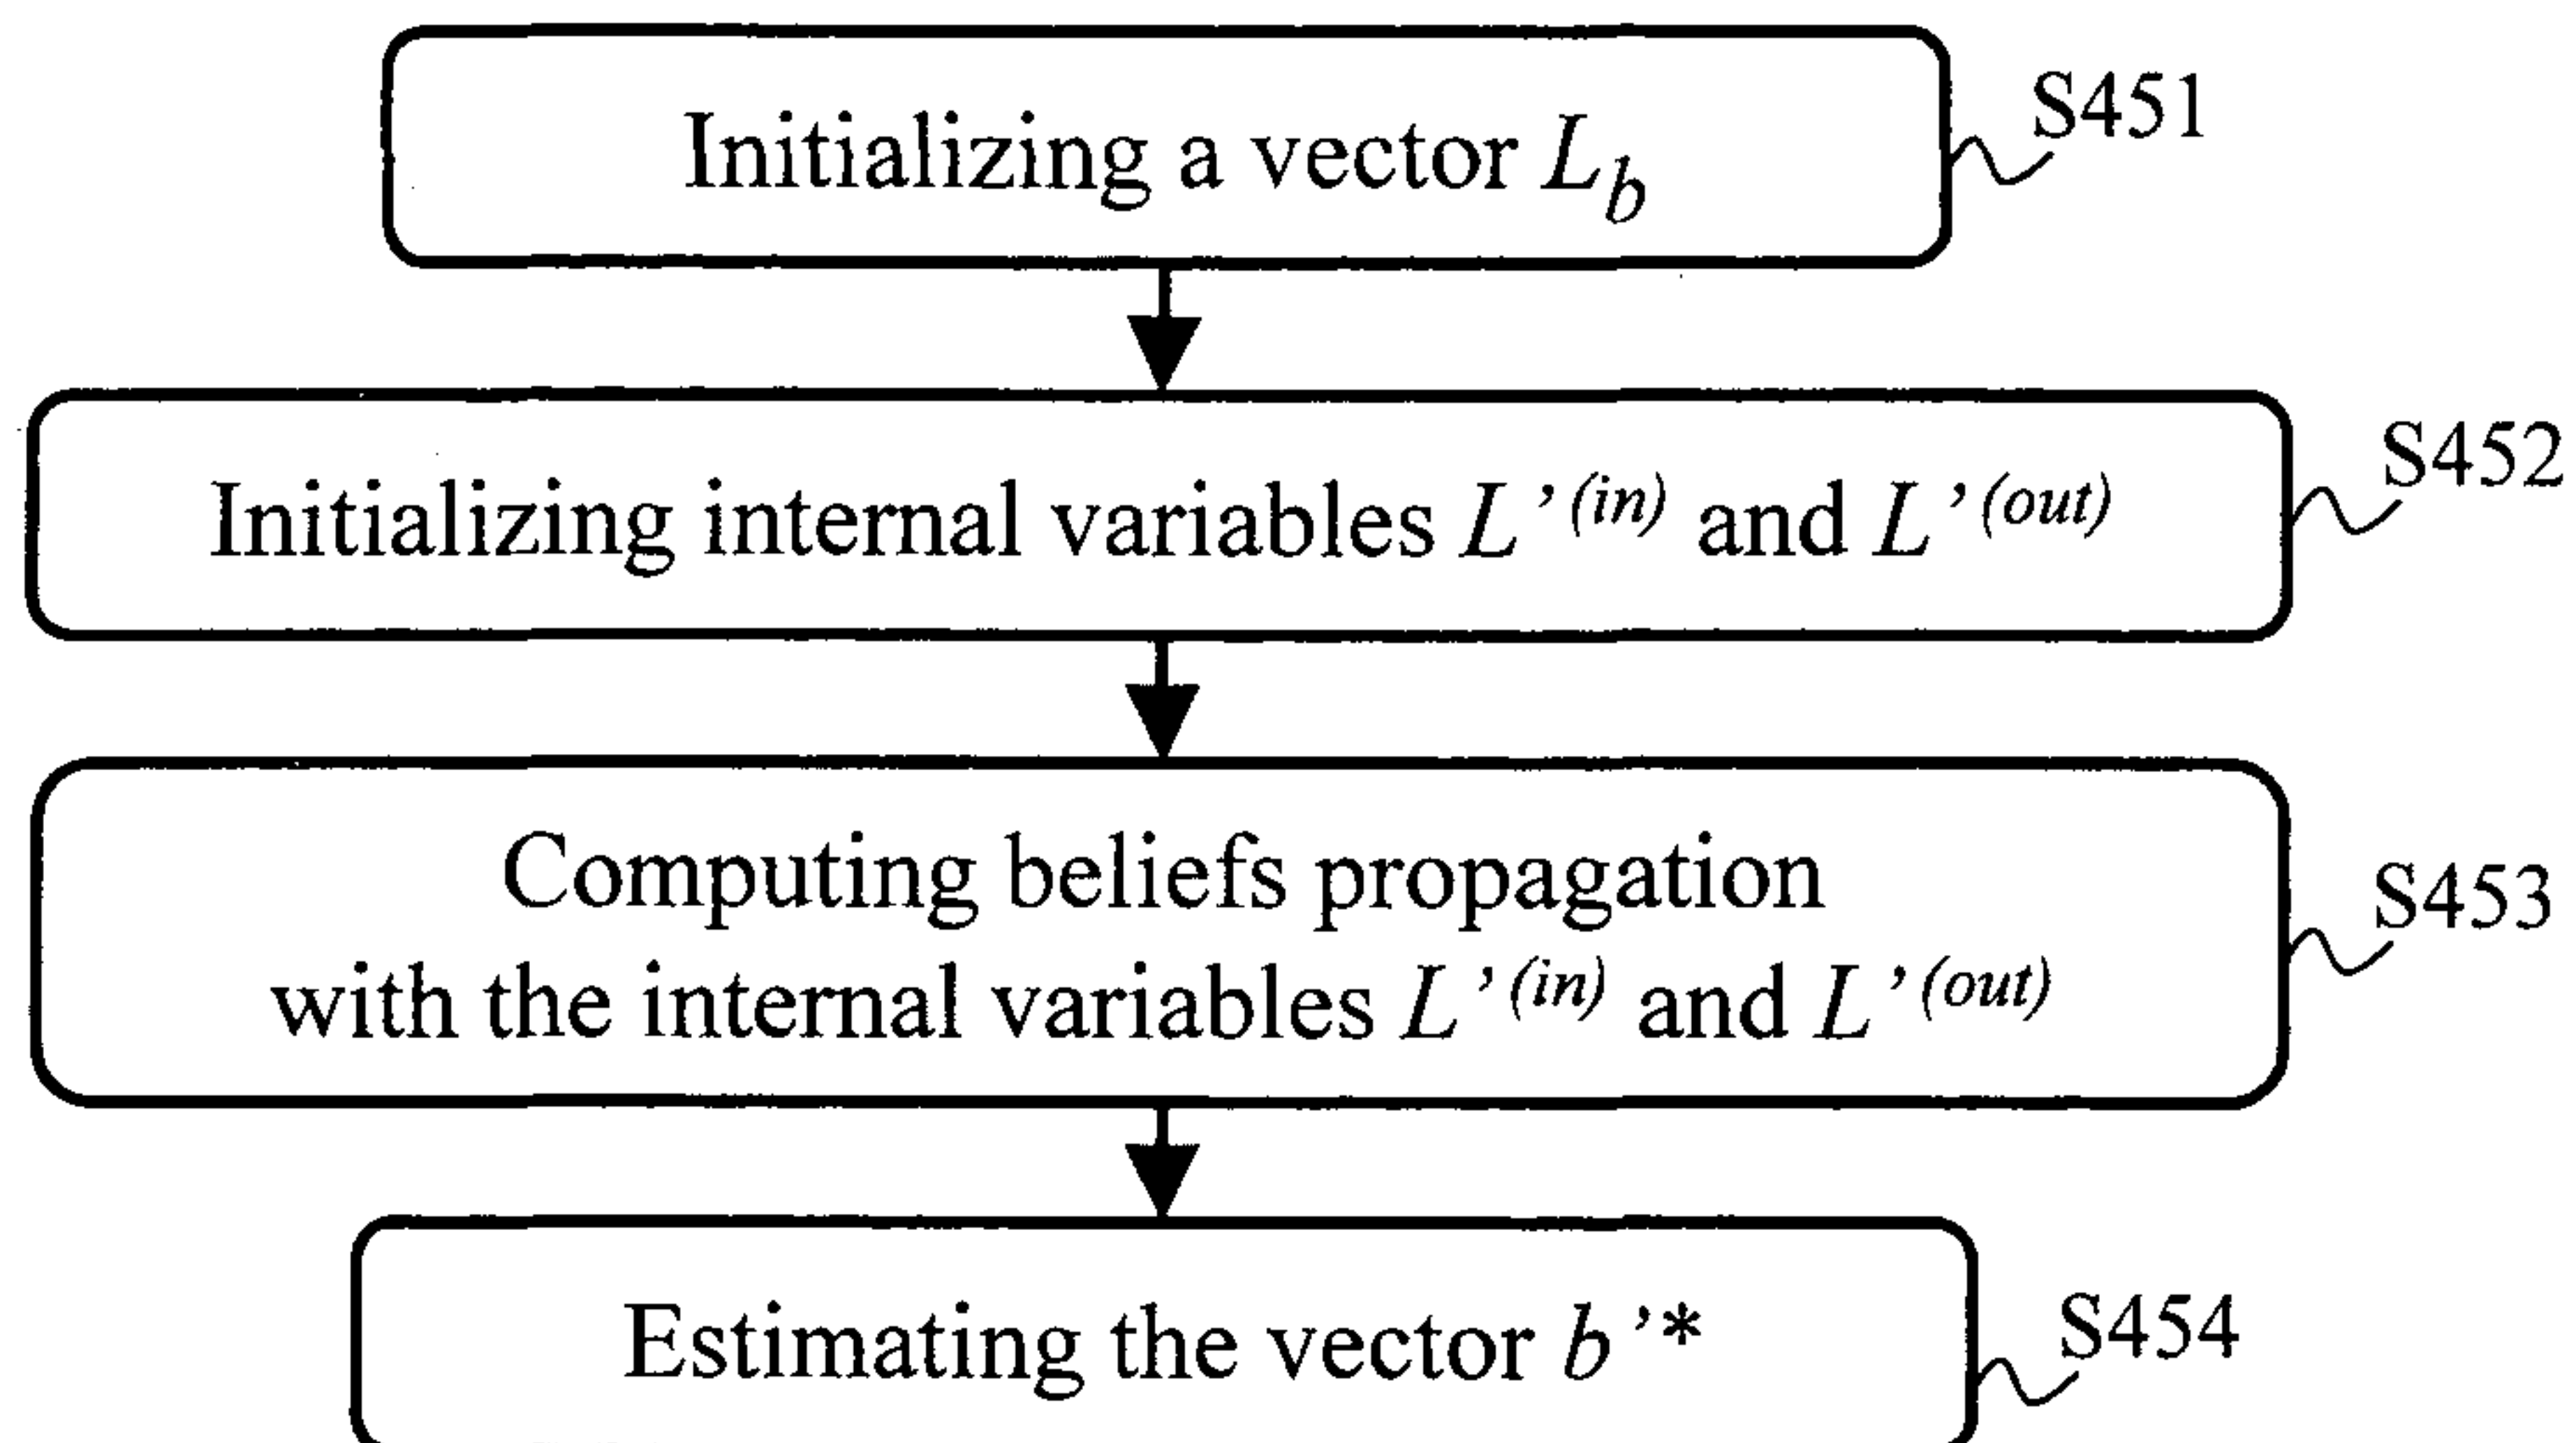 Initializing a vector L_b
S451
Initializing internal variables L’^(in) and L’^(out)
S452
Computing beliefs propagation
with the internal variables L’^(in) and L’^(out)
S453
Estimating the vector b’*
S454